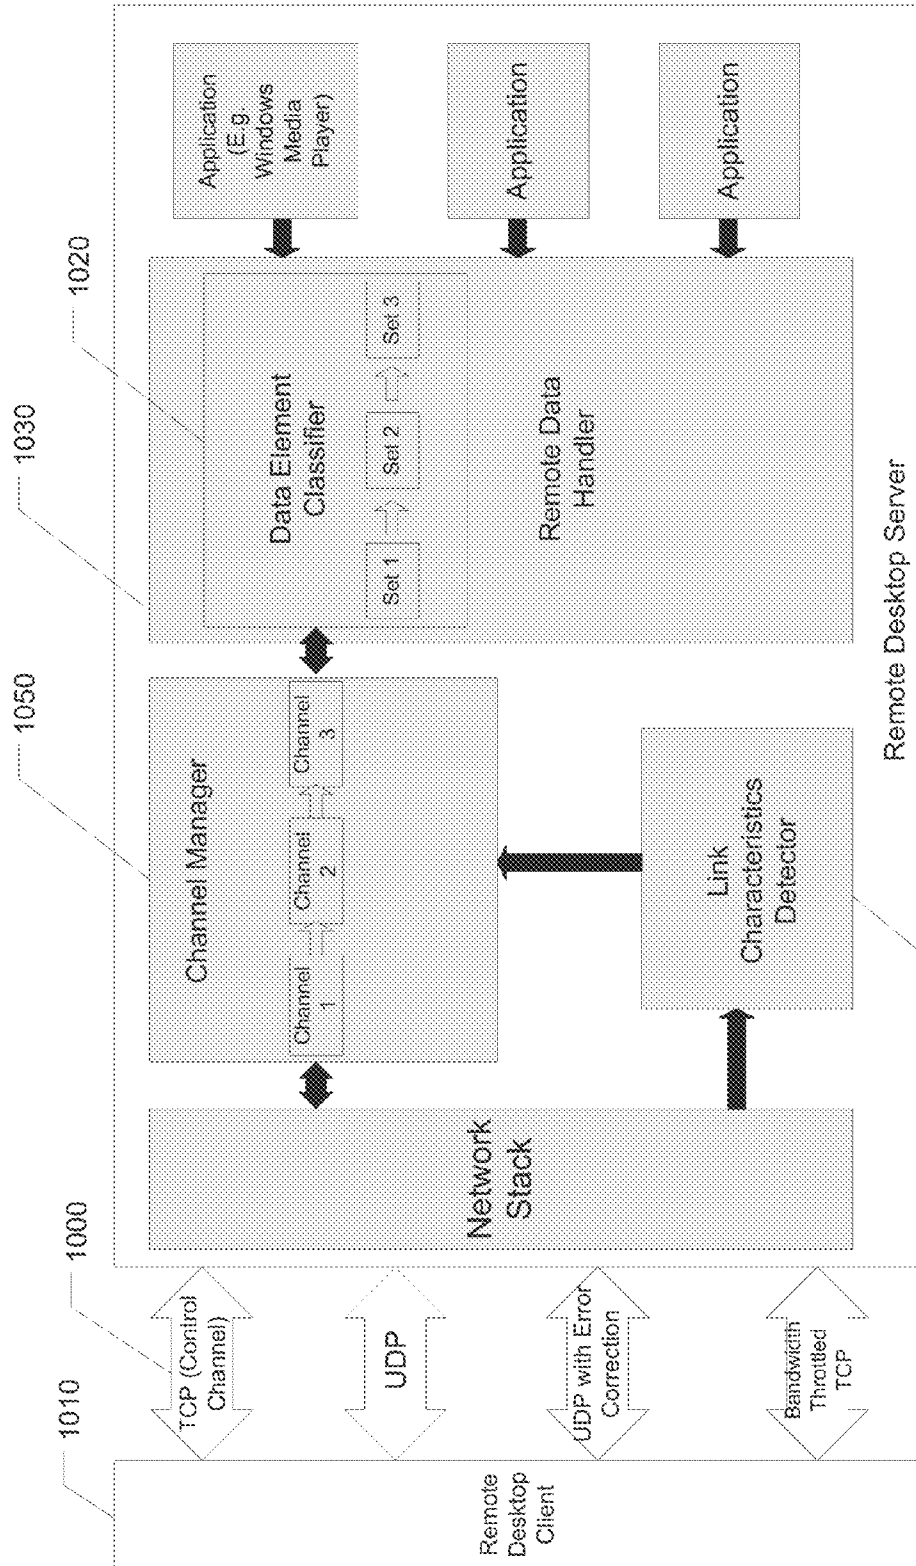 1010
1000
1050
1030
1020
Remote
Desktop
Client
TCP (Control
Channel)
UDP
UDP with Error
Correction
Bandwidth
Throttled
TCP
Network
Stack
Channel Manager
Channel
1
Channel
2
Channel
3
Link
Characteristics
Detector
Data Element
Classifier
Set 1
Set 2
Set 3
Remote Data
Handler
Application
(E.g.
Windows
Media
Player)
Application
Application
Remote Desktop Server